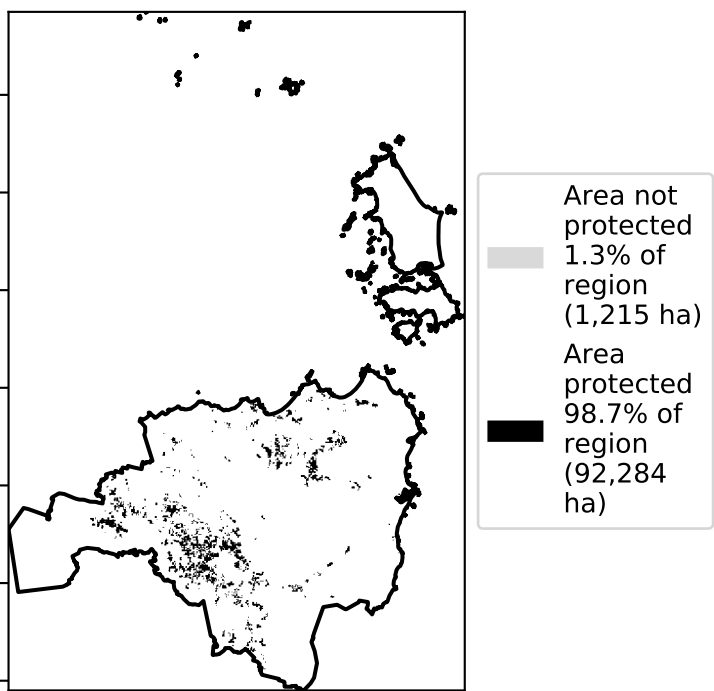 Area not
protected
1.3% of
region
(1,215 ha)
Area
protected
98.7% of
region
(92,284
ha)